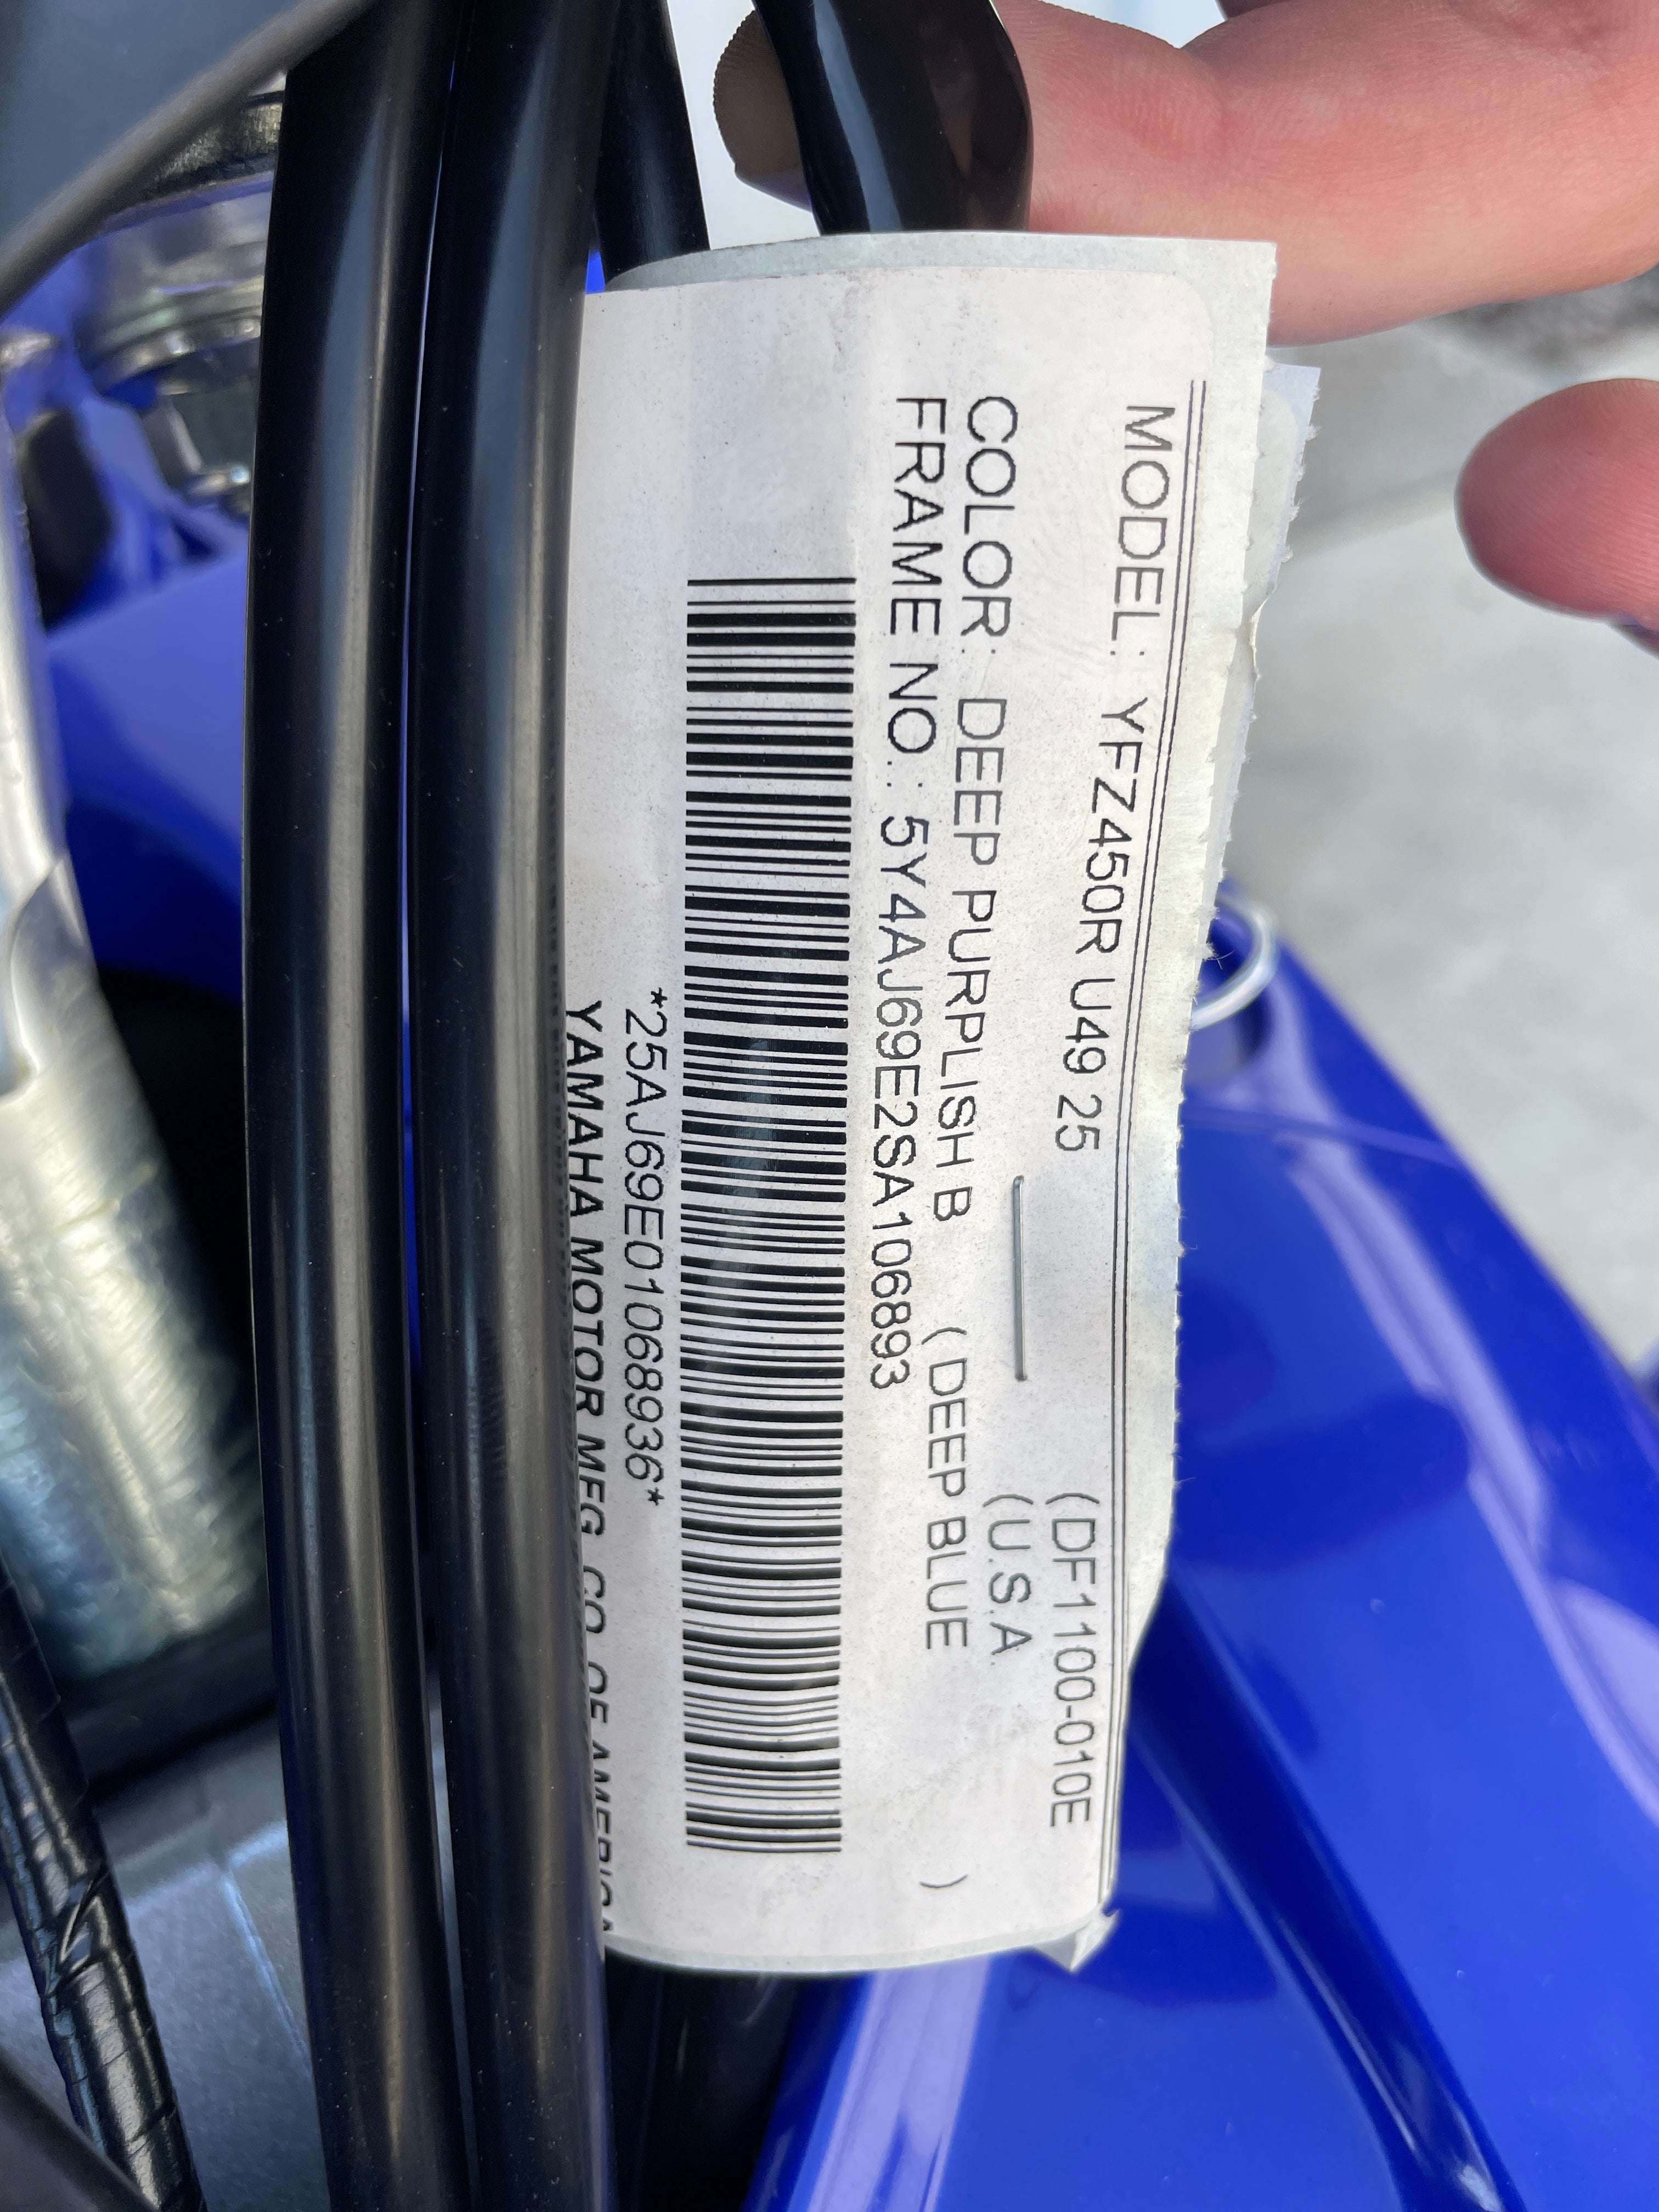 MODEL: YFZ450R U49 25 (DF1100-010E
(U.S.A.
COLOR: DEEP PURPLISH B (DEEP BLUE )
FRAME NO.: 5Y4AJ69E2SA106893
*25AJ69E01068936*
YAMAHA MOTOR MFG. CO. OF AMERICA